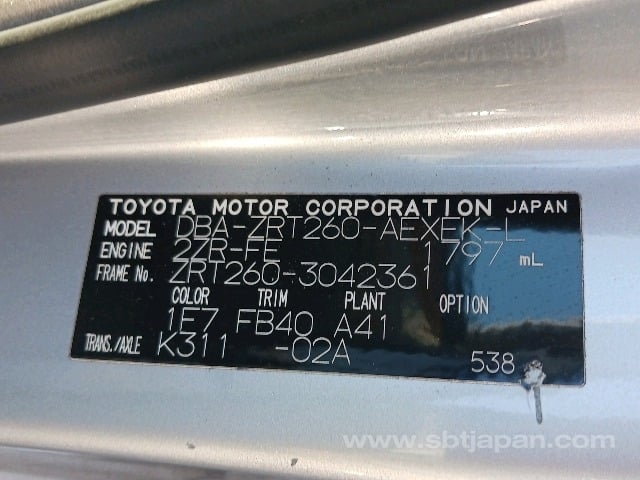 TOYOTA MOTOR CORPORATION JAPAN
MODEL DBA-ZRT260-AEXEK-L
ENGINE 2ZR-FE 1797 mL
FRAME No. ZRT260-3042361
COLOR TRIM PLANT OPTION
1E7 FB40 A41
TRANS./AXLE K311 -02A
538
www.sbtjapan.com